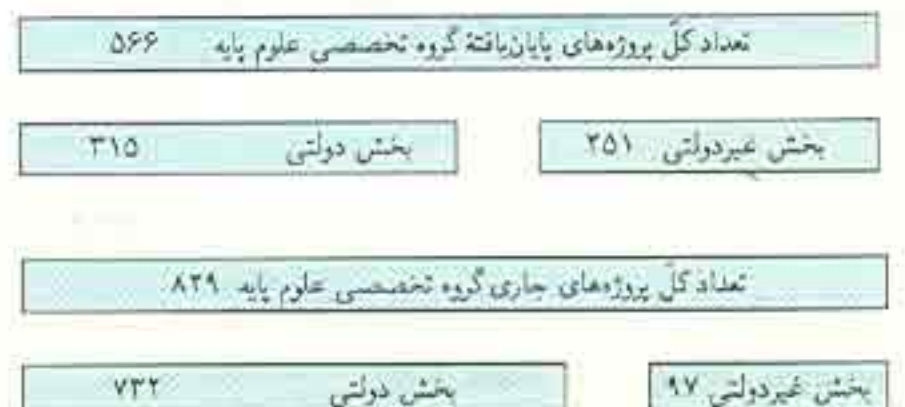 تعداد کلّ پروژه‌های پایان‌یافتهٔ گروه تخصصی علوم پایه ۵۶۶
بخش غیردولتی ۲۵۱ بخش دولتی ۳۱۵
تعداد کلّ پروژه‌های جاری گروه تخصصی علوم پایه ۸۲۹
بخش غیردولتی ۹۷ بخش دولتی ۷۳۲